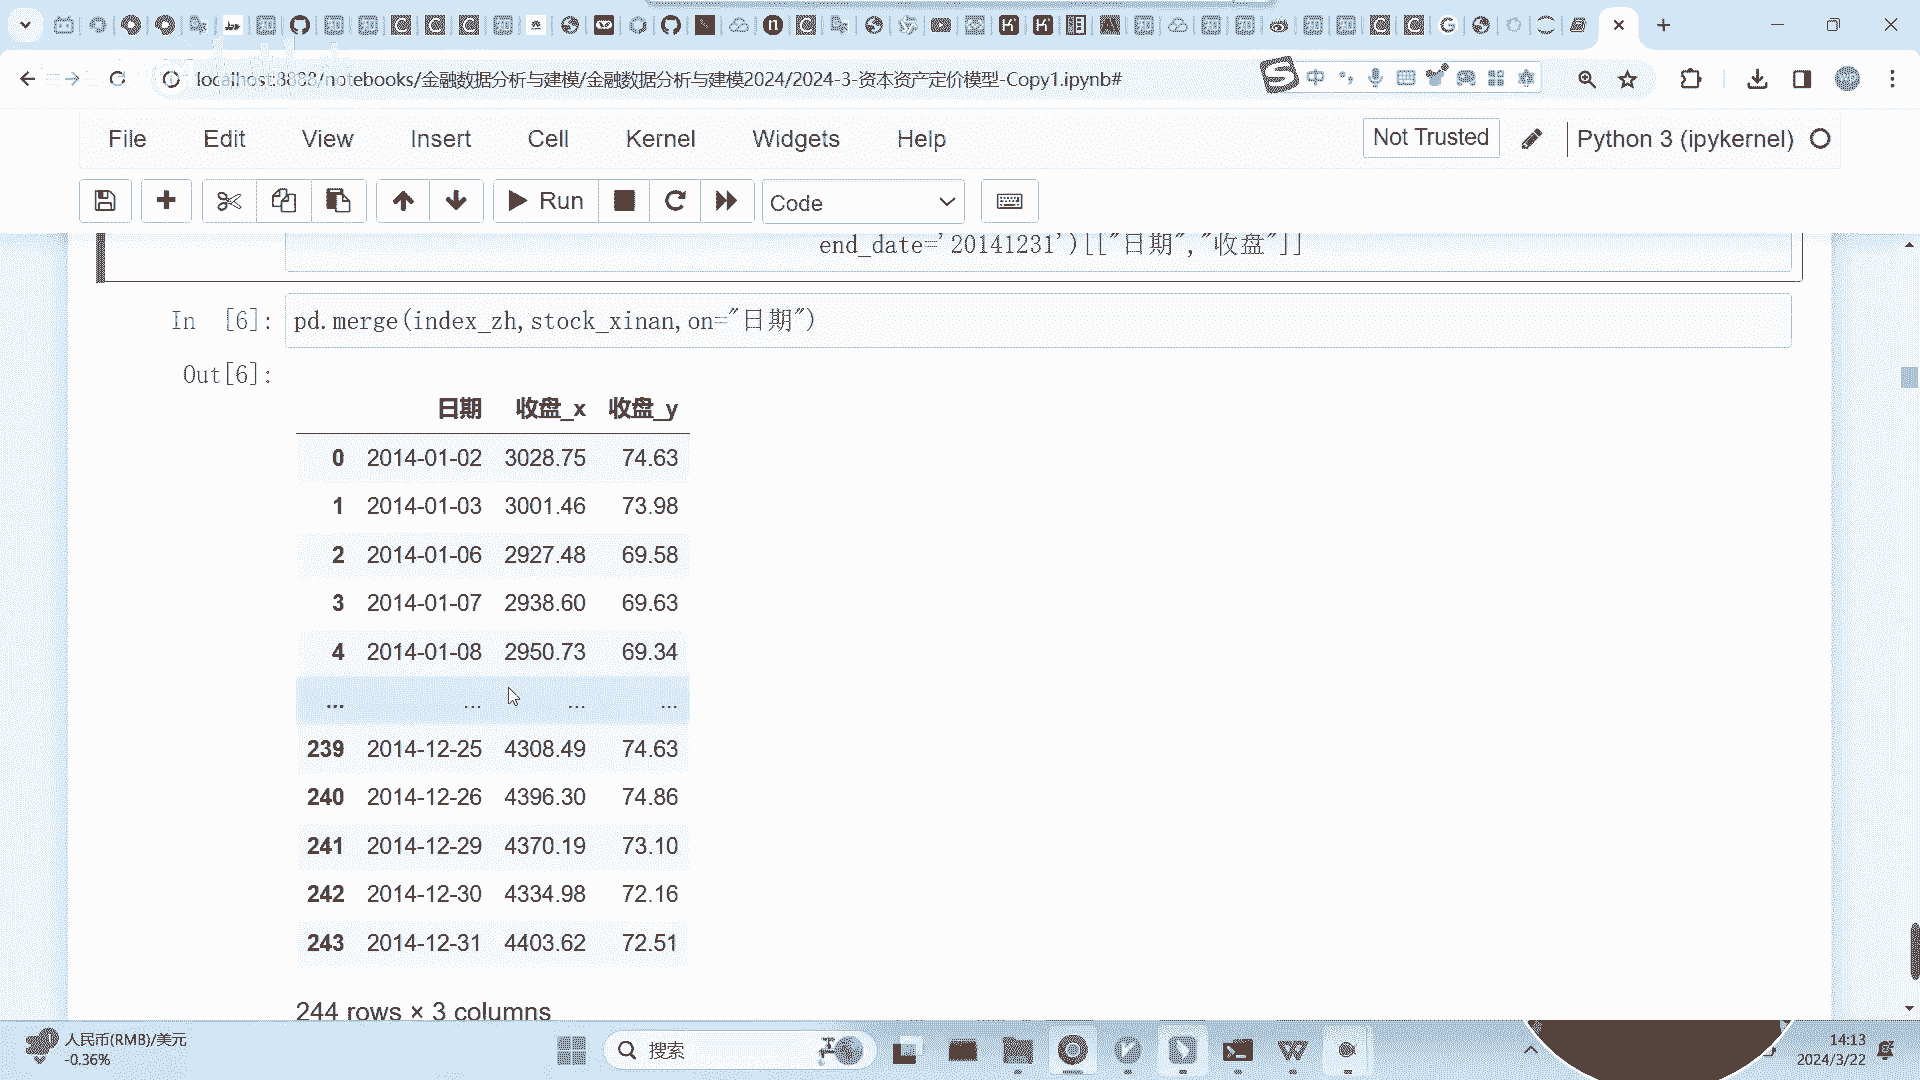 localhost:8888/notebooks/金融数据分析与建模/金融数据分析与建模2024/2024-3-资本资产定价模型-Copy1.ipynb#
中
File Edit View Insert Cell Kernel Widgets Help Not Trusted Python 3 (ipykernel)
Run Code
end_date='20141231')[["日期","收盘"]]
In [6]: pd.merge(index_zh,stock_xinan,on="日期")
Out[6]:
日期 收盘_x 收盘_y
0 2014-01-02 3028.75 74.63
1 2014-01-03 3001.46 73.98
2 2014-01-06 2927.48 69.58
3 2014-01-07 2938.60 69.63
4 2014-01-08 2950.73 69.34
... ... ... ...
239 2014-12-25 4308.49 74.63
240 2014-12-26 4396.30 74.86
241 2014-12-29 4370.19 73.10
242 2014-12-30 4334.98 72.16
243 2014-12-31 4403.62 72.51
244 rows × 3 columns
人民币(RMB)/美元
-0.36%
搜索
14:13
2024/3/22